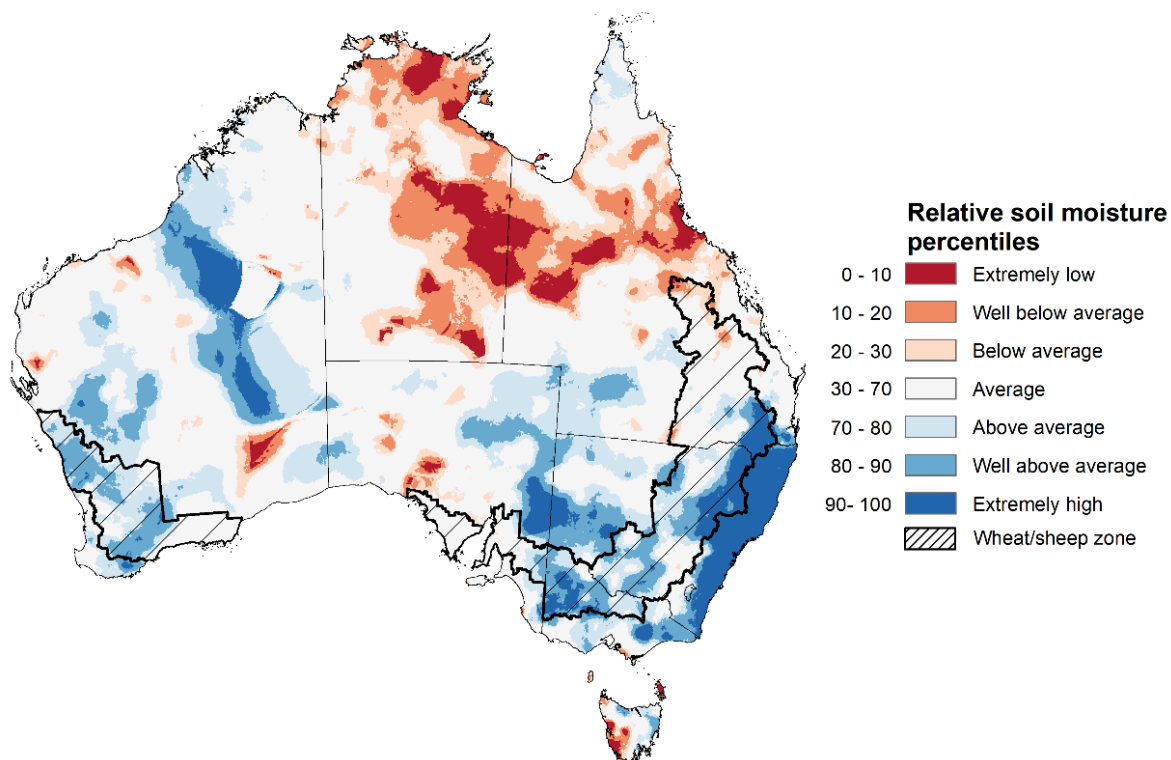 Relative soil moisture
percentiles
0 - 10 Extremely low
10 - 20 Well below average
20 - 30 Below average
30 - 70 Average
70 - 80 Above average
80 - 90 Well above average
90- 100 Extremely high
Wheat/sheep zone